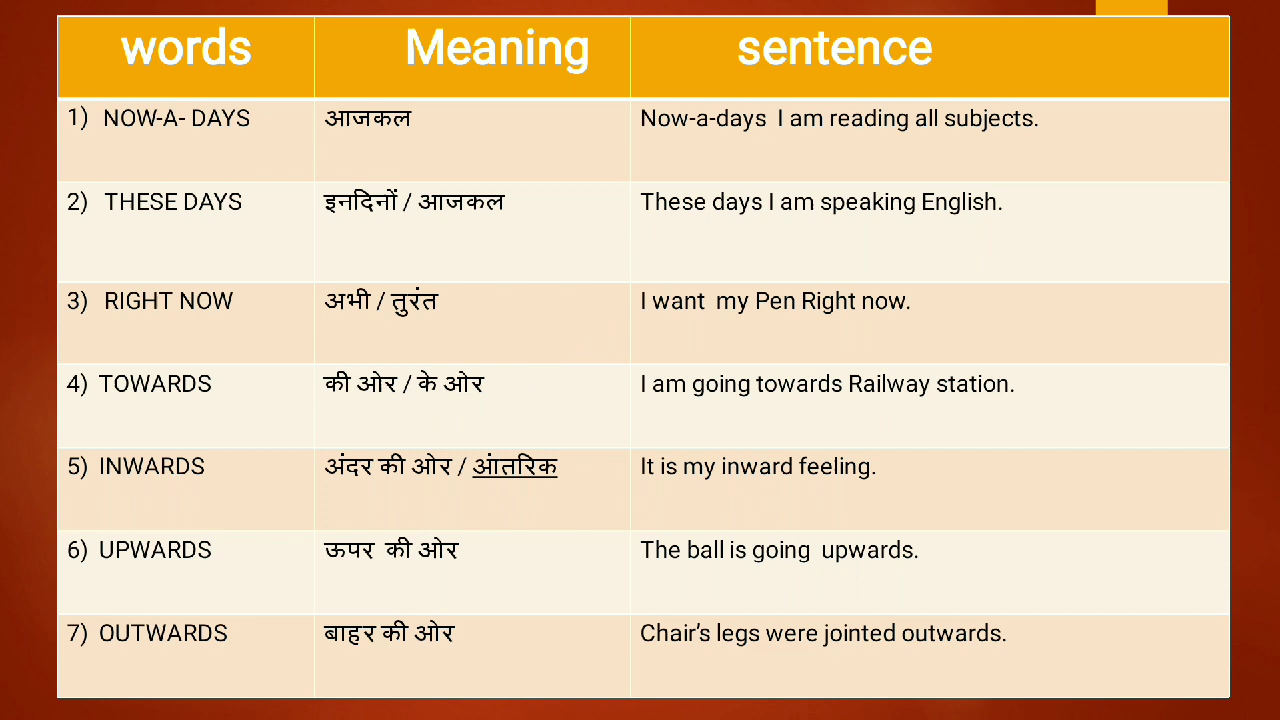 words Meaning sentence
1) NOW-A- DAYS आजकल Now-a-days I am reading all subjects.
2) THESE DAYS इनदिनों / आजकल These days I am speaking English.
3) RIGHT NOW अभी / तुरंत I want my Pen Right now.
4) TOWARDS की ओर / के ओर I am going towards Railway station.
5) INWARDS अंदर की ओर / आंतरिक It is my inward feeling.
6) UPWARDS ऊपर की ओर The ball is going upwards.
7) OUTWARDS बाहर की ओर Chair's legs were jointed outwards.